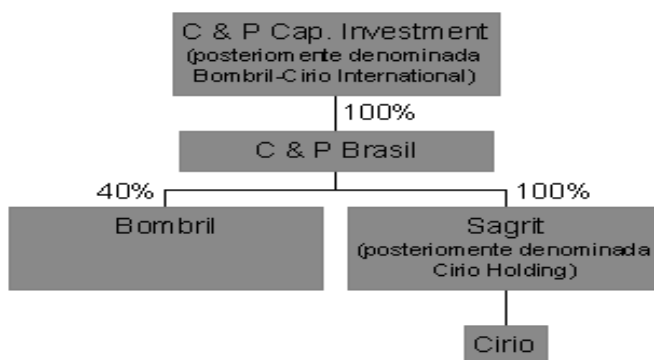 C & P Cap. Investment
(posteriomente denominada
Bombril-Cirio International)
100%
C & P Brasil
40%
100%
Bombril
Sagrit
(posteriomente denominada
Cirio Holding)
Cirio